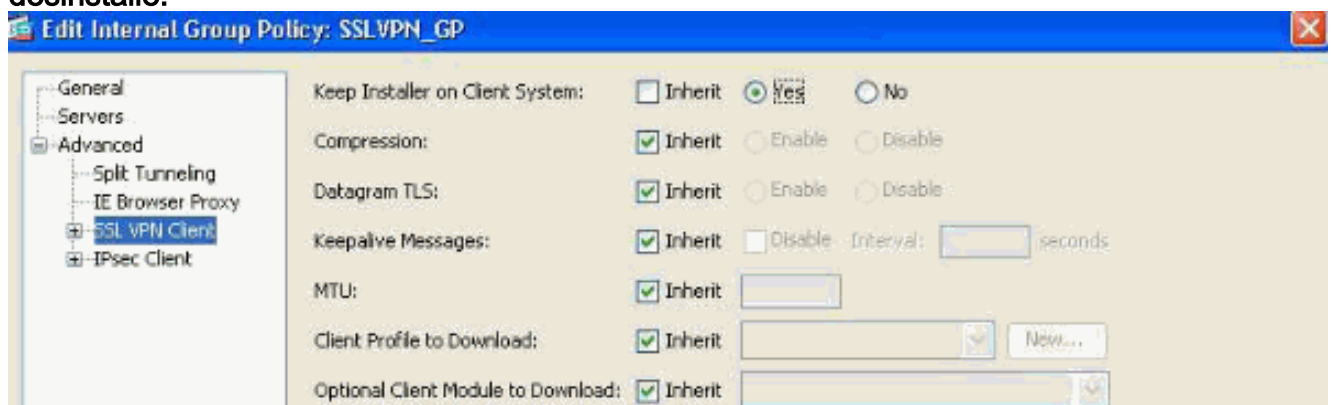 désinstallé.
Edit Internal Group Policy: SSLVPN_GP
General
Servers
Advanced
Split Tunneling
IE Browser Proxy
SSL VPN Client
IPsec Client
Keep Installer on Client System: Inherit Yes No
Compression: Inherit Enable Disable
Datagram TLS: Inherit Enable Disable
Keepalive Messages: Inherit Disable Interval: seconds
MTU: Inherit
Client Profile to Download: Inherit New...
Optional Client Module to Download: Inherit